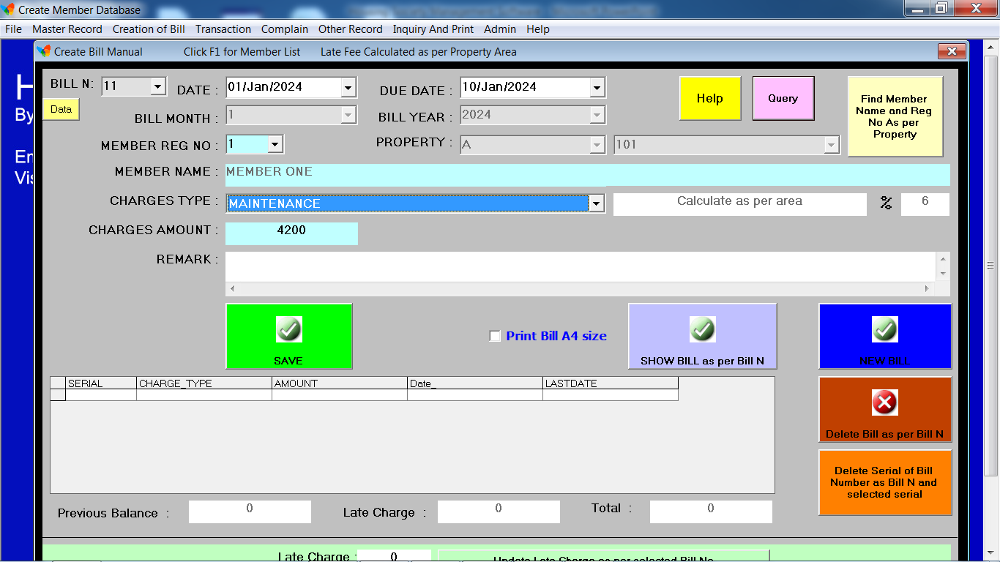 Create Member Database
File Master Record Creation of Bill Transaction Complain Other Record Inquiry And Print Admin Help
Create Bill Manual Click F1 for Member List Late Fee Calculated as per Property Area
H
By
En
Vis
BILL N: 11 DATE : 01/Jan/2024 DUE DATE : 10/Jan/2024
Help
Query
Find Member
Name and Reg
No As per
Property
Data
BILL MONTH : 1 BILL YEAR : 2024
MEMBER REG NO : 1 PROPERTY : A 101
MEMBER NAME : MEMBER ONE
CHARGES TYPE : MAINTENANCE Calculate as per area % 6
CHARGES AMOUNT : 4200
REMARK :
SAVE
Print Bill A4 size
SHOW BILL as per Bill N
NEW BILL
SERIAL CHARGE_TYPE AMOUNT Date_ LASTDATE
Delete Bill as per Bill N
Delete Serial of Bill
Number as Bill N and
selected serial
Previous Balance : 0 Late Charge : 0 Total : 0
Late Charge : 0 Update Late Charge as per selected Bill No